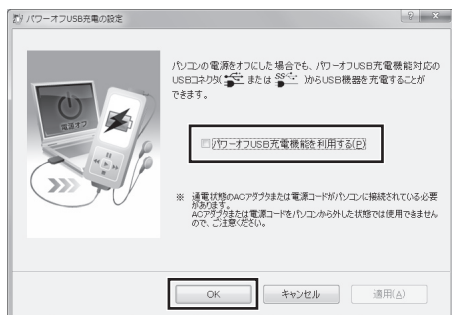 パワーオフUSB充電の設定
パソコンの電源をオフにした場合でも、パワーオフUSB充電機能対応の
USBコネクタ( または )からUSB機器を充電することが
できます。
電源オフ
パワーオフUSB充電機能を利用する(P)
※ 通電状態のACアダプタまたは電源コードがパソコンに接続されている必要
があります。
ACアダプタまたは電源コードをパソコンから外した状態では使用できません
ので、ご注意ください。
OK
キャンセル
適用(A)